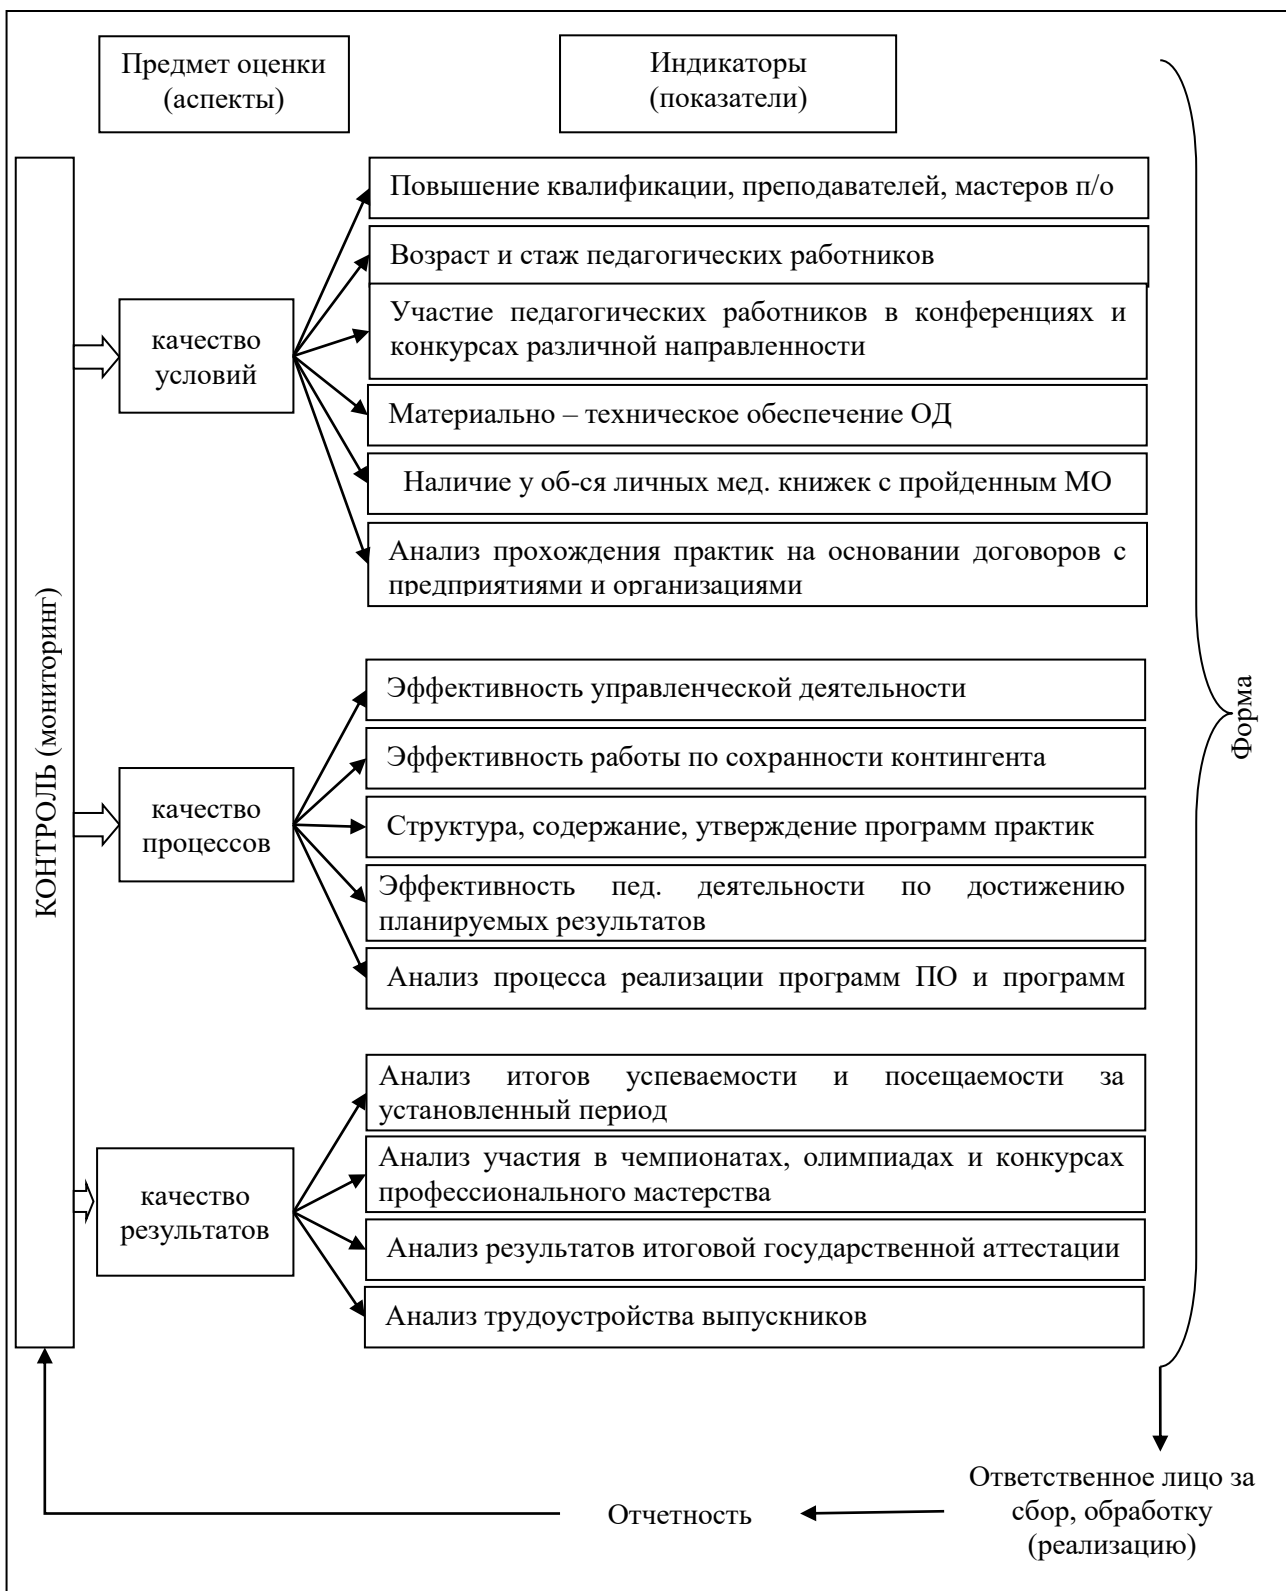 Предмет оценки
(аспекты)
Индикаторы
(показатели)
КОНТРОЛЬ (мониторинг)
качество
условий
Повышение квалификации, преподавателей, мастеров п/о
Возраст и стаж педагогических работников
Участие педагогических работников в конференциях и
конкурсах различной направленности
Материально – техническое обеспечение ОД
Наличие у об-ся личных мед. книжек с пройденным МО
Анализ прохождения практик на основании договоров с
предприятиями и организациями
качество
процессов
Эффективность управленческой деятельности
Эффективность работы по сохранности контингента
Структура, содержание, утверждение программ практик
Эффективность пед. деятельности по достижению
планируемых результатов
Анализ процесса реализации программ ПО и программ
качество
результатов
Анализ итогов успеваемости и посещаемости за
установленный период
Анализ участия в чемпионатах, олимпиадах и конкурсах
профессионального мастерства
Анализ результатов итоговой государственной аттестации
Анализ трудоустройства выпускников
Форма
Ответственное лицо за
сбор, обработку
(реализацию)
Отчетность